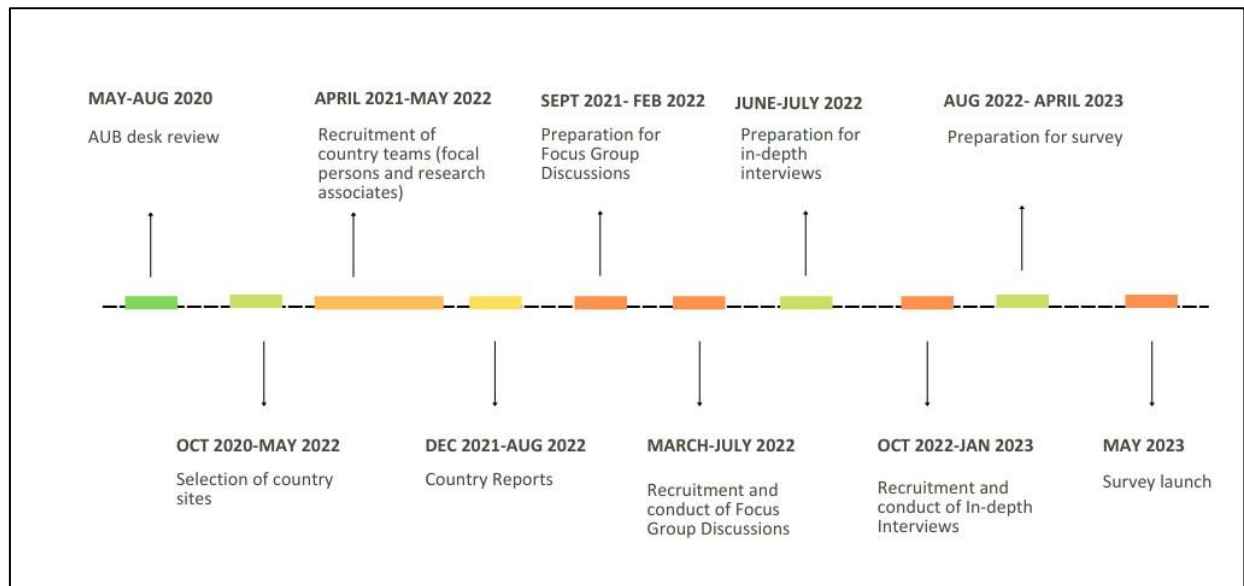 MAY-AUG 2020
AUB desk review
APRIL 2021-MAY 2022
Recruitment of
country teams (focal
persons and research
associates)
SEPT 2021- FEB 2022
Preparation for
Focus Group
Discussions
JUNE-JULY 2022
Preparation for
in-depth
interviews
AUG 2022- APRIL 2023
Preparation for survey
OCT 2020-MAY 2022
Selection of country
sites
DEC 2021-AUG 2022
Country Reports
MARCH-JULY 2022
Recruitment and
conduct of Focus
Group Discussions
OCT 2022-JAN 2023
Recruitment and
conduct of In-depth
Interviews
MAY 2023
Survey launch